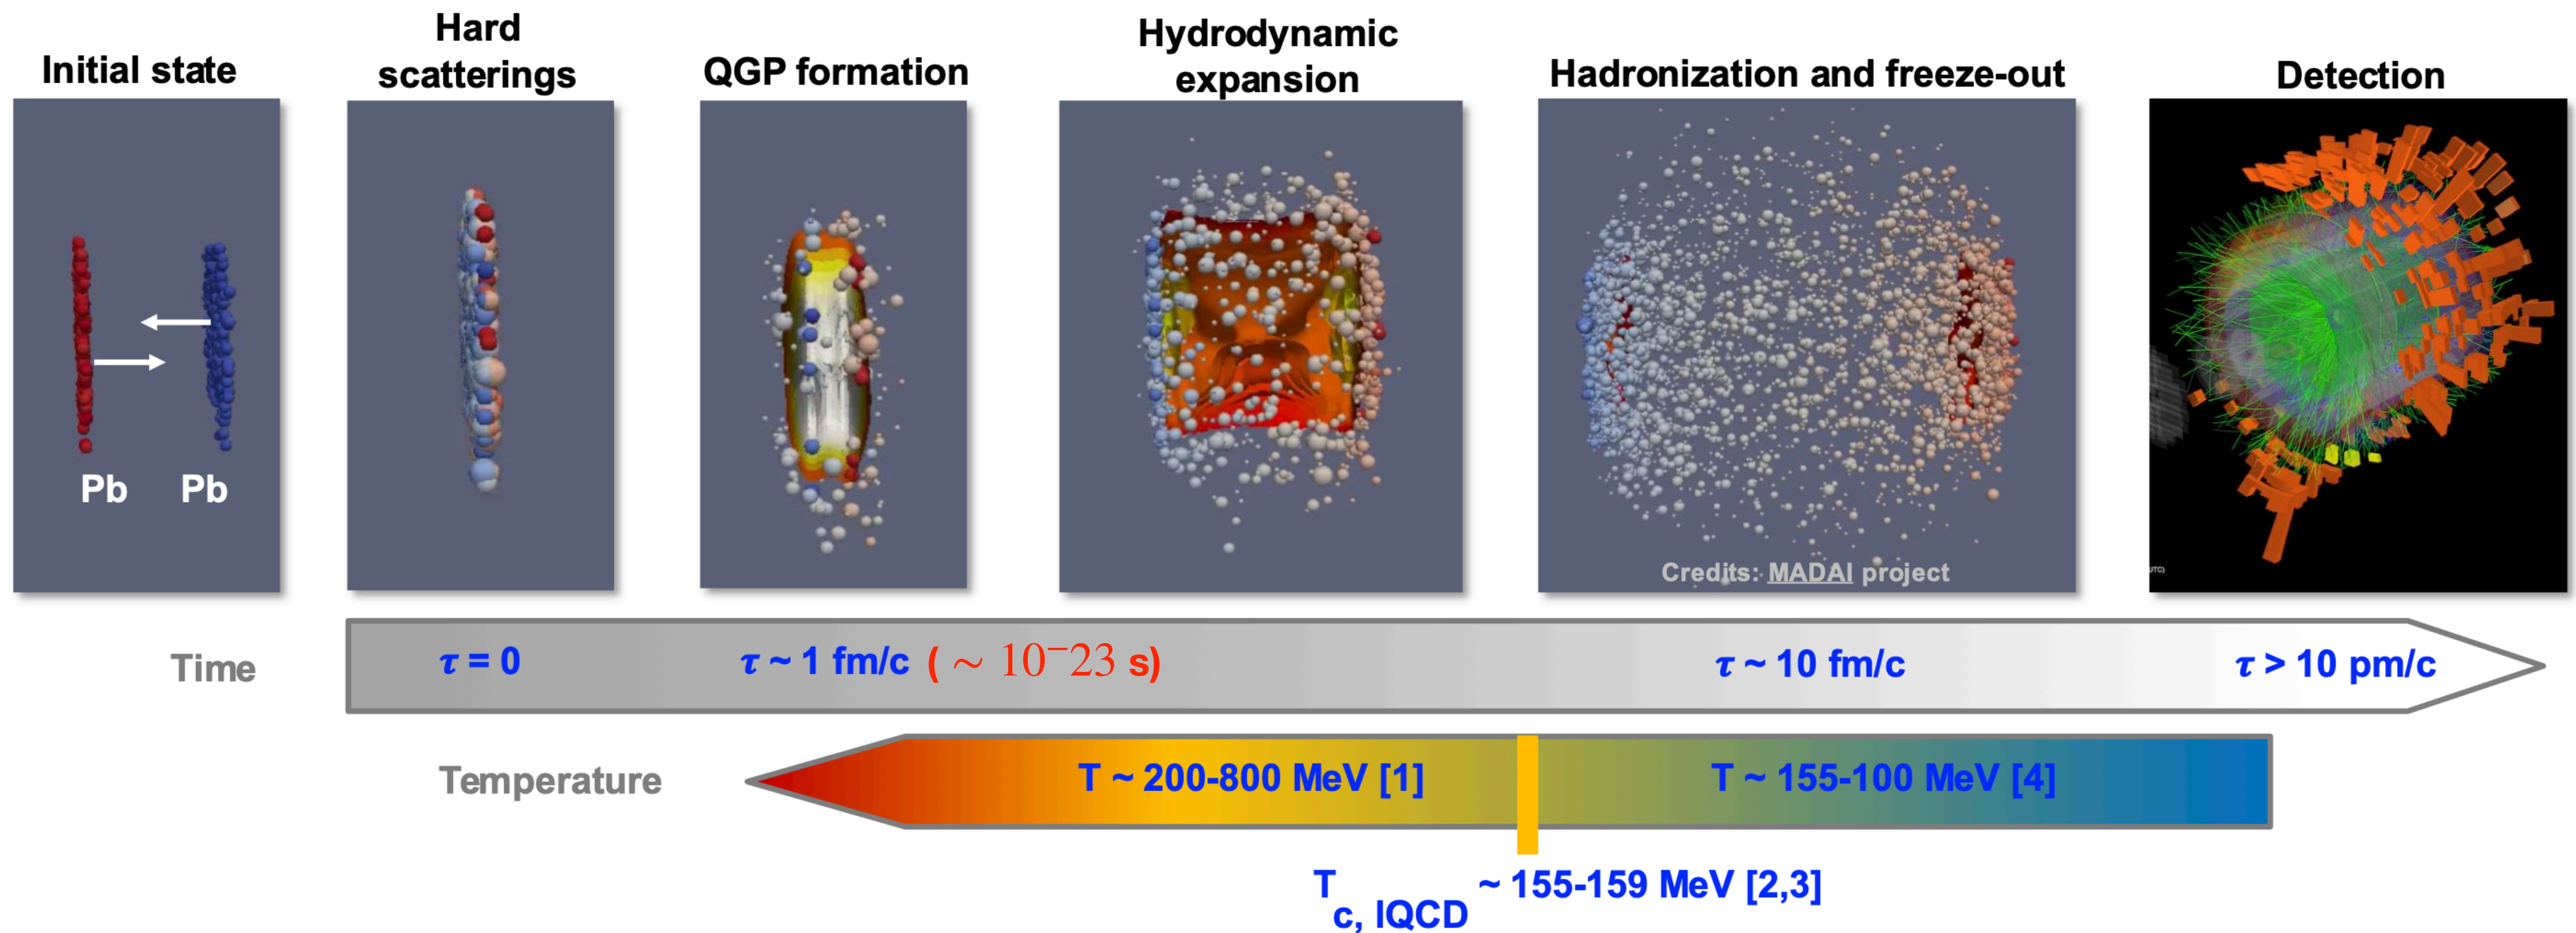 Initial state
Hard
scatterings
QGP formation
Hydrodynamic
expansion
Hadronization and freeze-out
Detection
Pb Pb
Credits: MADAI project
UTC)
Time
τ = 0
τ ~ 1 fm/c ( ~ 10⁻23 s)
τ ~ 10 fm/c
τ > 10 pm/c
Temperature
T ~ 200-800 MeV [1]
T ~ 155-100 MeV [4]
T c, lQCD ~ 155-159 MeV [2,3]